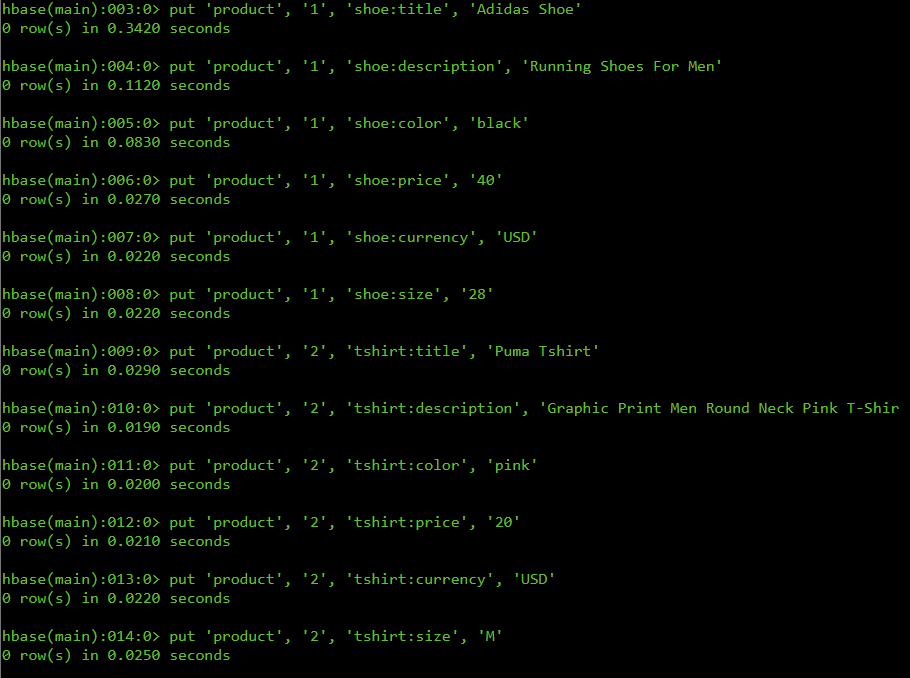 hbase(main):003:0> put 'product', '1', 'shoe:title', 'Adidas Shoe'
0 row(s) in 0.3420 seconds
hbase(main):004:0> put 'product', '1', 'shoe:description', 'Running Shoes For Men'
0 row(s) in 0.1120 seconds
hbase(main):005:0> put 'product', '1', 'shoe:color', 'black'
0 row(s) in 0.0830 seconds
hbase(main):006:0> put 'product', '1', 'shoe:price', '40'
0 row(s) in 0.0270 seconds
hbase(main):007:0> put 'product', '1', 'shoe:currency', 'USD'
0 row(s) in 0.0220 seconds
hbase(main):008:0> put 'product', '1', 'shoe:size', '28'
0 row(s) in 0.0220 seconds
hbase(main):009:0> put 'product', '2', 'tshirt:title', 'Puma Tshirt'
0 row(s) in 0.0290 seconds
hbase(main):010:0> put 'product', '2', 'tshirt:description', 'Graphic Print Men Round Neck Pink T-Shir
0 row(s) in 0.0190 seconds
hbase(main):011:0> put 'product', '2', 'tshirt:color', 'pink'
0 row(s) in 0.0200 seconds
hbase(main):012:0> put 'product', '2', 'tshirt:price', '20'
0 row(s) in 0.0210 seconds
hbase(main):013:0> put 'product', '2', 'tshirt:currency', 'USD'
0 row(s) in 0.0220 seconds
hbase(main):014:0> put 'product', '2', 'tshirt:size', 'M'
0 row(s) in 0.0250 seconds